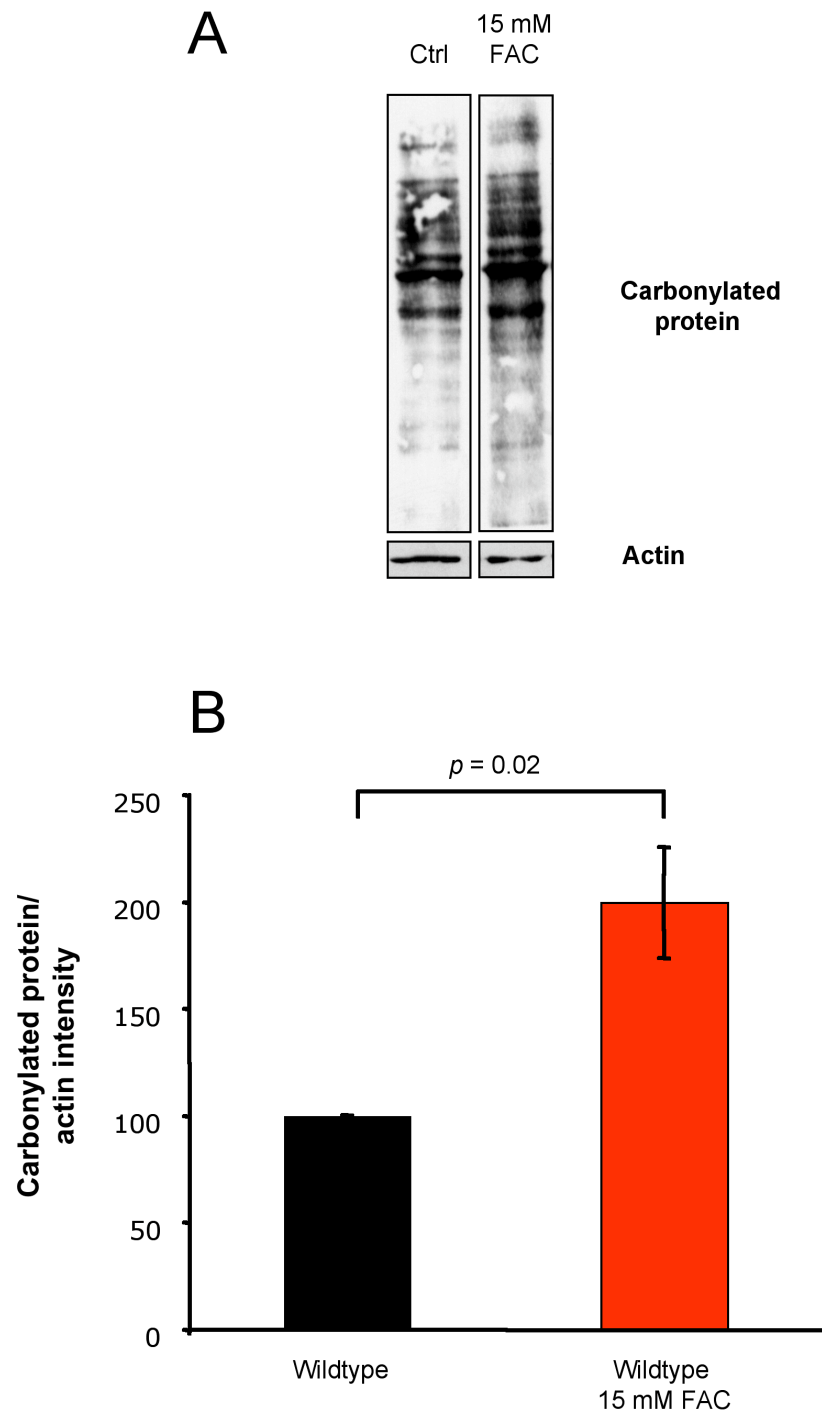 A
Ctrl
15 mM
FAC
Carbonylated
protein
Actin
B
p = 0.02
250
200
150
100
50
0
Carbonylated protein/
actin intensity
Wildtype
Wildtype
15 mM FAC